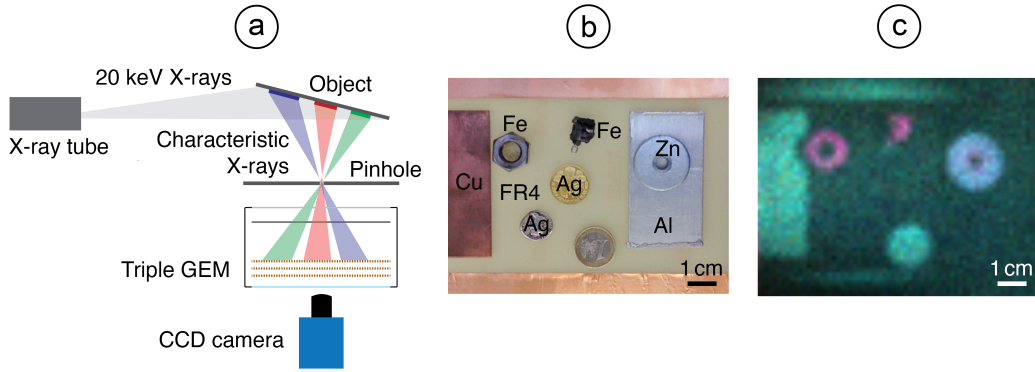 a
20 keV X-rays
Object
X-ray tube
Characteristic
X-rays
Pinhole
Triple GEM
CCD camera
b
Fe
Fe
Zn
Cu
FR4
Ag
Ag
Al
1 cm
c
1 cm